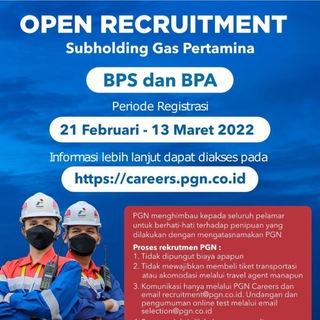 OPEN RECRUITMENT
Subholding Gas Pertamina
BPS dan BPA
Periode Registrasi
21 Februari - 13 Maret 2022
Informasi lebih lanjut dapat diakses pada
https://careers.pgn.co.id
PGN menghimbau kepada seluruh pelamar
untuk berhati-hati terhadap penipuan yang
dilakukan dengan mengatasnamakan PGN
Proses rekrutmen PGN :
1. Tidak dipungut biaya apapun
2. Tidak mewajibkan membeli tiket transportasi
atau akomodasi melalui travel agent manapun
3. Komunikasi hanya melalui PGN Careers dan
email recruitment@pgn.co.id. Undangan dan
pengumuman online test melalui email
selection@pgn.co.id